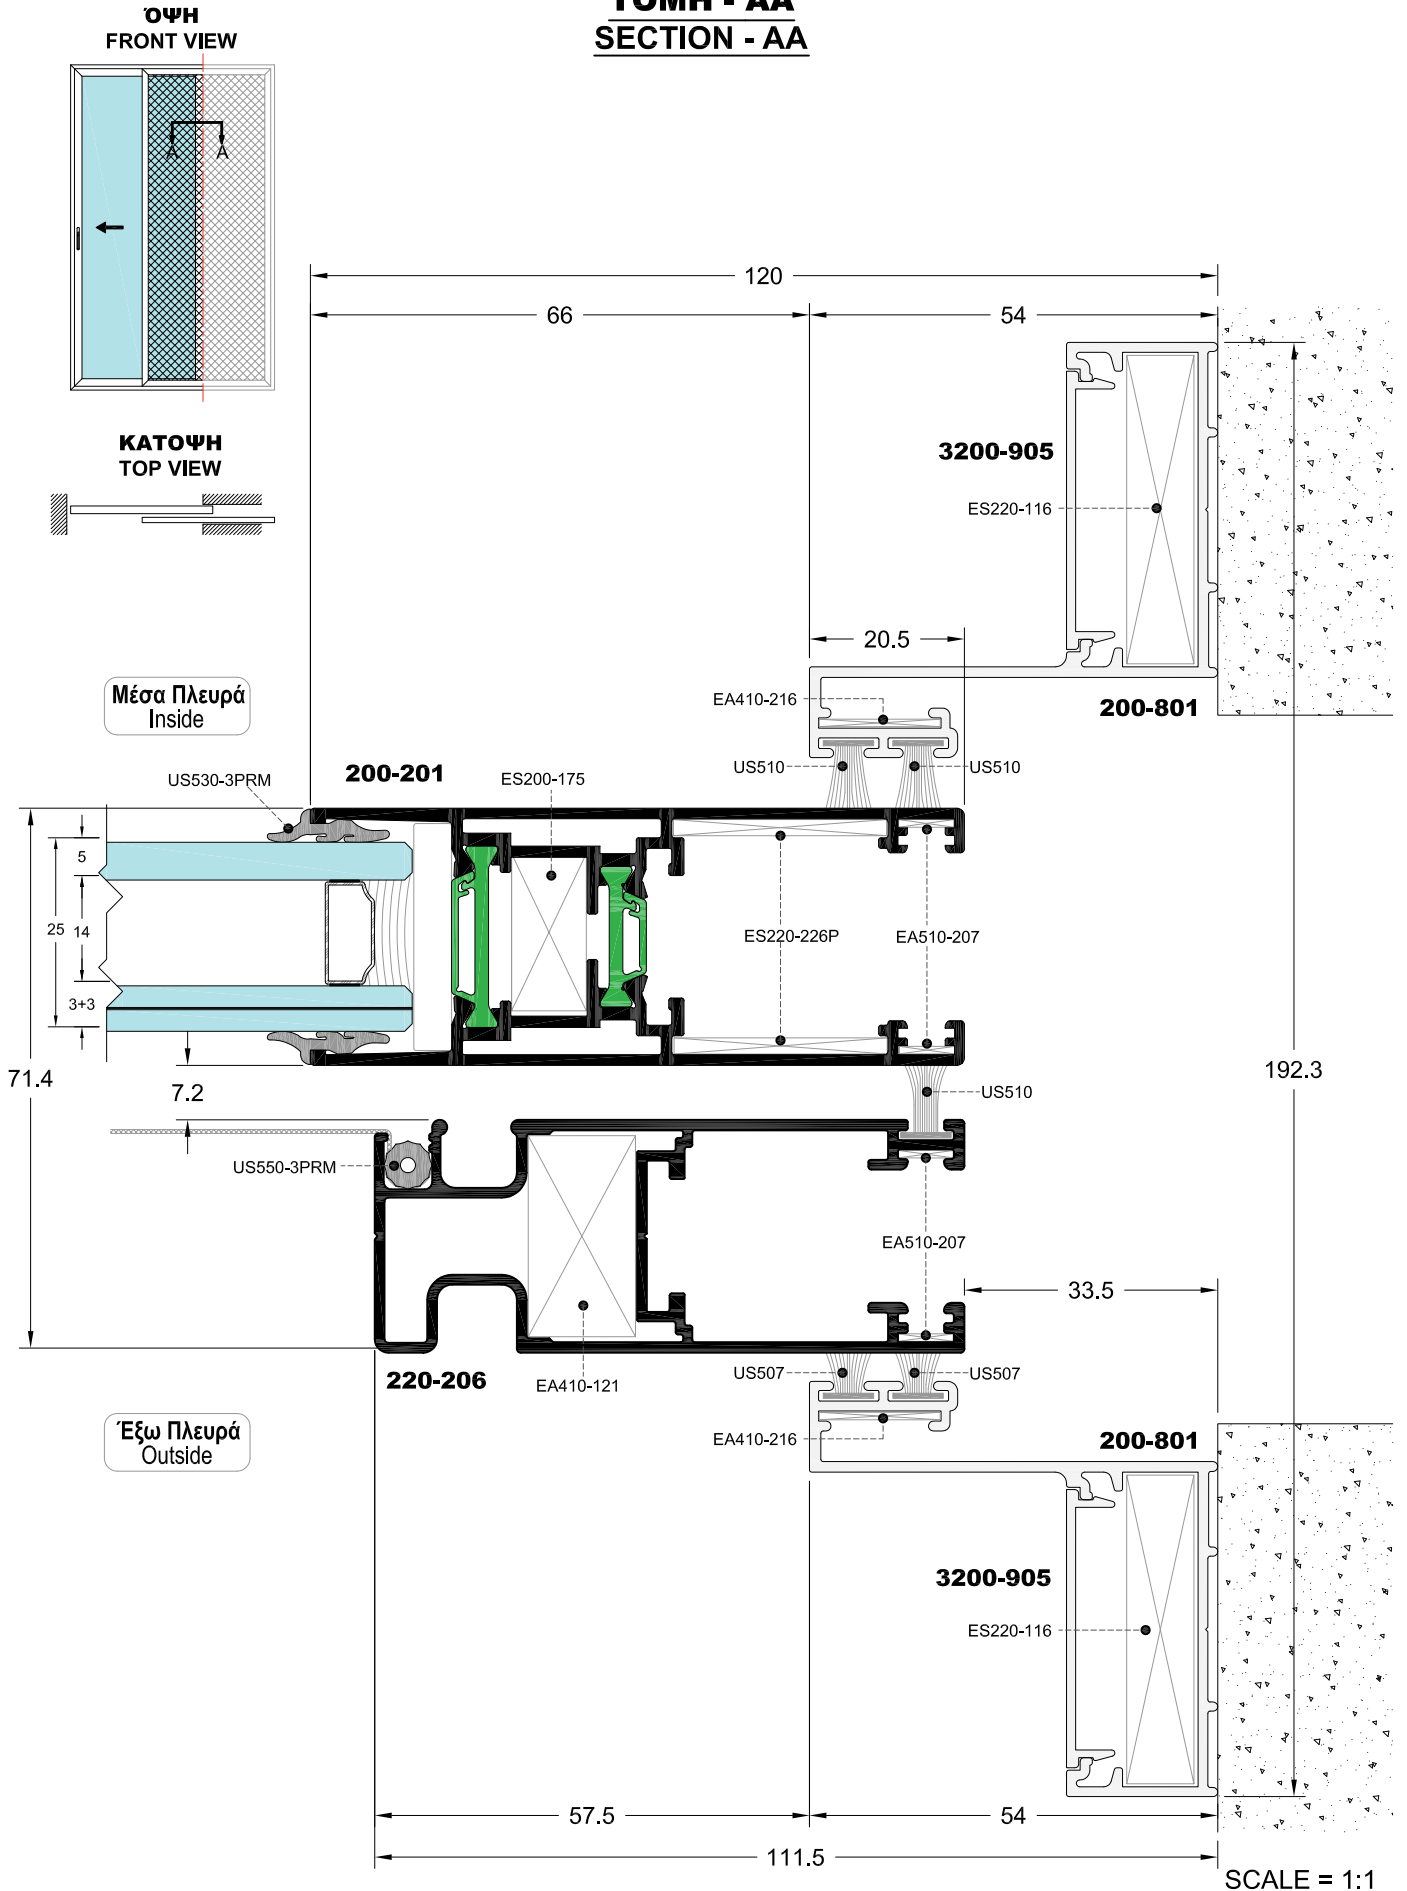 ΌΨΗ
FRONT VIEW
ΤΟΜΗ - ΑΑ
SECTION - AA
A A
ΚΑΤΟΨΗ
TOP VIEW
120
66
54
3200-905
ES220-116
20.5
Μέσα Πλευρά
Inside
EA410-216
200-801
US530-3PRM
200-201
ES200-175
US510
US510
5
25
14
3+3
ES220-226P
EA510-207
71.4
7.2
192.3
US510
US550-3PRM
EA510-207
33.5
220-206
EA410-121
US507
US507
Έξω Πλευρά
Outside
EA410-216
200-801
3200-905
ES220-116
57.5
54
111.5
SCALE = 1:1